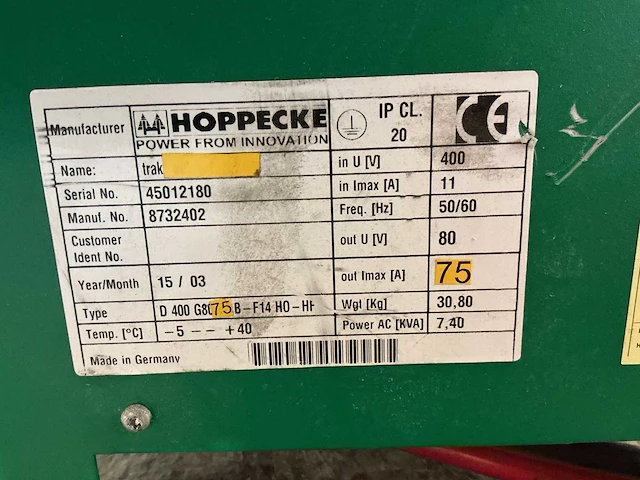 Manufacturer HOPPECKE IP CL. CE
POWER FROM INNOVATION 20
Name: trak in U [V] 400
Serial No. 45012180 in Imax [A] 11
Manuf. No. 8732402 Freq. [Hz] 50/60
Customer Ident No. out U [V] 80
Year/Month 15 / 03 out Imax [A] 75
Type D 400 G80 75 B-F14 HO-HF Wgt [Kg] 30,80
Temp. [°C] -5 -- +40 Power AC [KVA] 7,40
Made in Germany